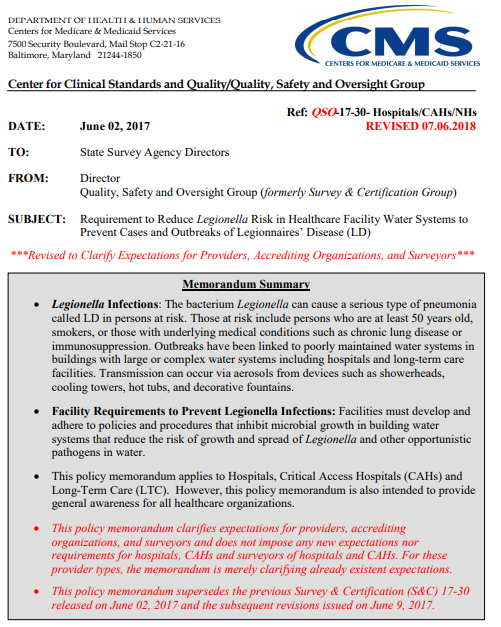 DEPARTMENT OF HEALTH & HUMAN SERVICES
Centers for Medicare & Medicaid Services
7500 Security Boulevard, Mail Stop C2-21-16
Baltimore, Maryland 21244-1850
CMS
CENTERS FOR MEDICARE & MEDICAID SERVICES
Center for Clinical Standards and Quality/Quality, Safety and Oversight Group
Ref: QSO-17-30- Hospitals/CAHs/NHs
DATE: June 02, 2017 REVISED 07.06.2018
TO: State Survey Agency Directors
FROM: Director
Quality, Safety and Oversight Group (formerly Survey & Certification Group)
SUBJECT: Requirement to Reduce Legionella Risk in Healthcare Facility Water Systems to
Prevent Cases and Outbreaks of Legionnaires' Disease (LD)
***Revised to Clarify Expectations for Providers, Accrediting Organizations, and Surveyors***
Memorandum Summary
• Legionella Infections: The bacterium Legionella can cause a serious type of pneumonia
called LD in persons at risk. Those at risk include persons who are at least 50 years old,
smokers, or those with underlying medical conditions such as chronic lung disease or
immunosuppression. Outbreaks have been linked to poorly maintained water systems in
buildings with large or complex water systems including hospitals and long-term care
facilities. Transmission can occur via aerosols from devices such as showerheads,
cooling towers, hot tubs, and decorative fountains.
• Facility Requirements to Prevent Legionella Infections: Facilities must develop and
adhere to policies and procedures that inhibit microbial growth in building water
systems that reduce the risk of growth and spread of Legionella and other opportunistic
pathogens in water.
• This policy memorandum applies to Hospitals, Critical Access Hospitals (CAHs) and
Long-Term Care (LTC). However, this policy memorandum is also intended to provide
general awareness for all healthcare organizations.
• This policy memorandum clarifies expectations for providers, accrediting
organizations, and surveyors and does not impose any new expectations nor
requirements for hospitals, CAHs and surveyors of hospitals and CAHs. For these
provider types, the memorandum is merely clarifying already existent expectations.
• This policy memorandum supersedes the previous Survey & Certification (S&C) 17-30
released on June 02, 2017 and the subsequent revisions issued on June 9, 2017.